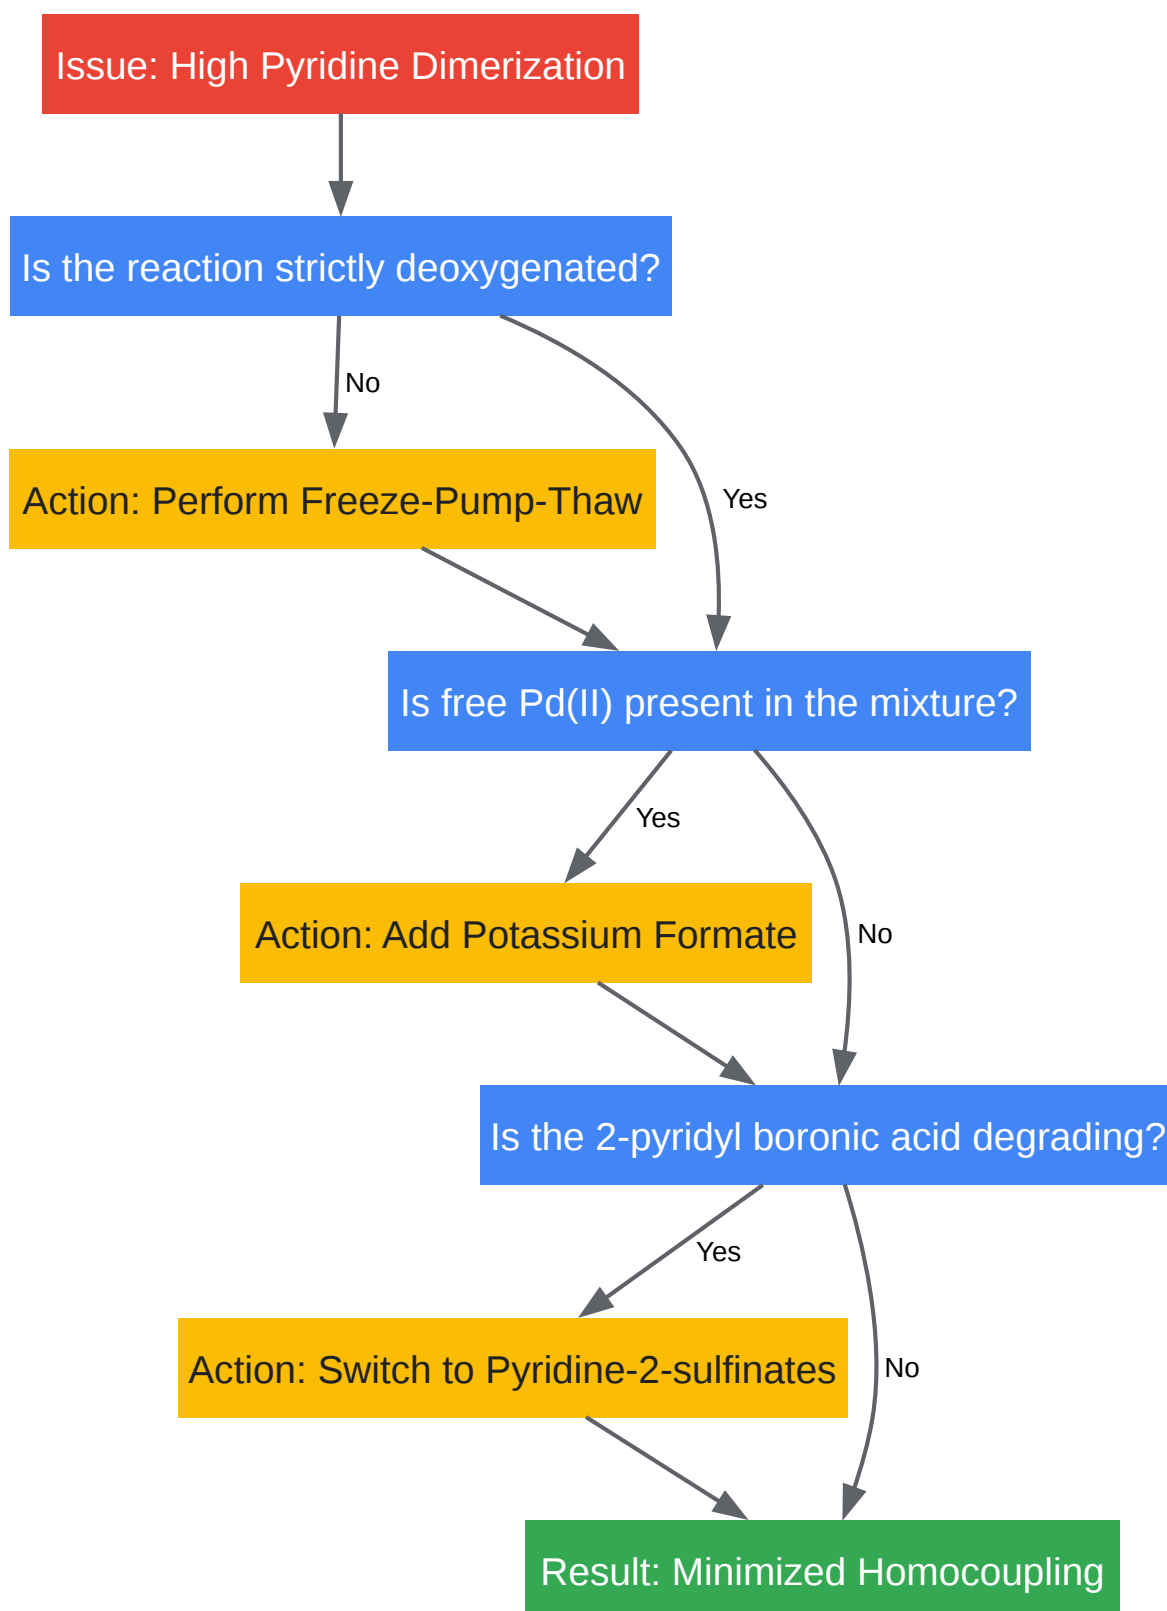 Issue: High Pyridine Dimerization
Is the reaction strictly deoxygenated?
No
Action: Perform Freeze-Pump-Thaw
Yes
Is free Pd(II) present in the mixture?
Yes
Action: Add Potassium Formate
No
Is the 2-pyridyl boronic acid degrading?
Yes
Action: Switch to Pyridine-2-sulfinates
No
Result: Minimized Homocoupling